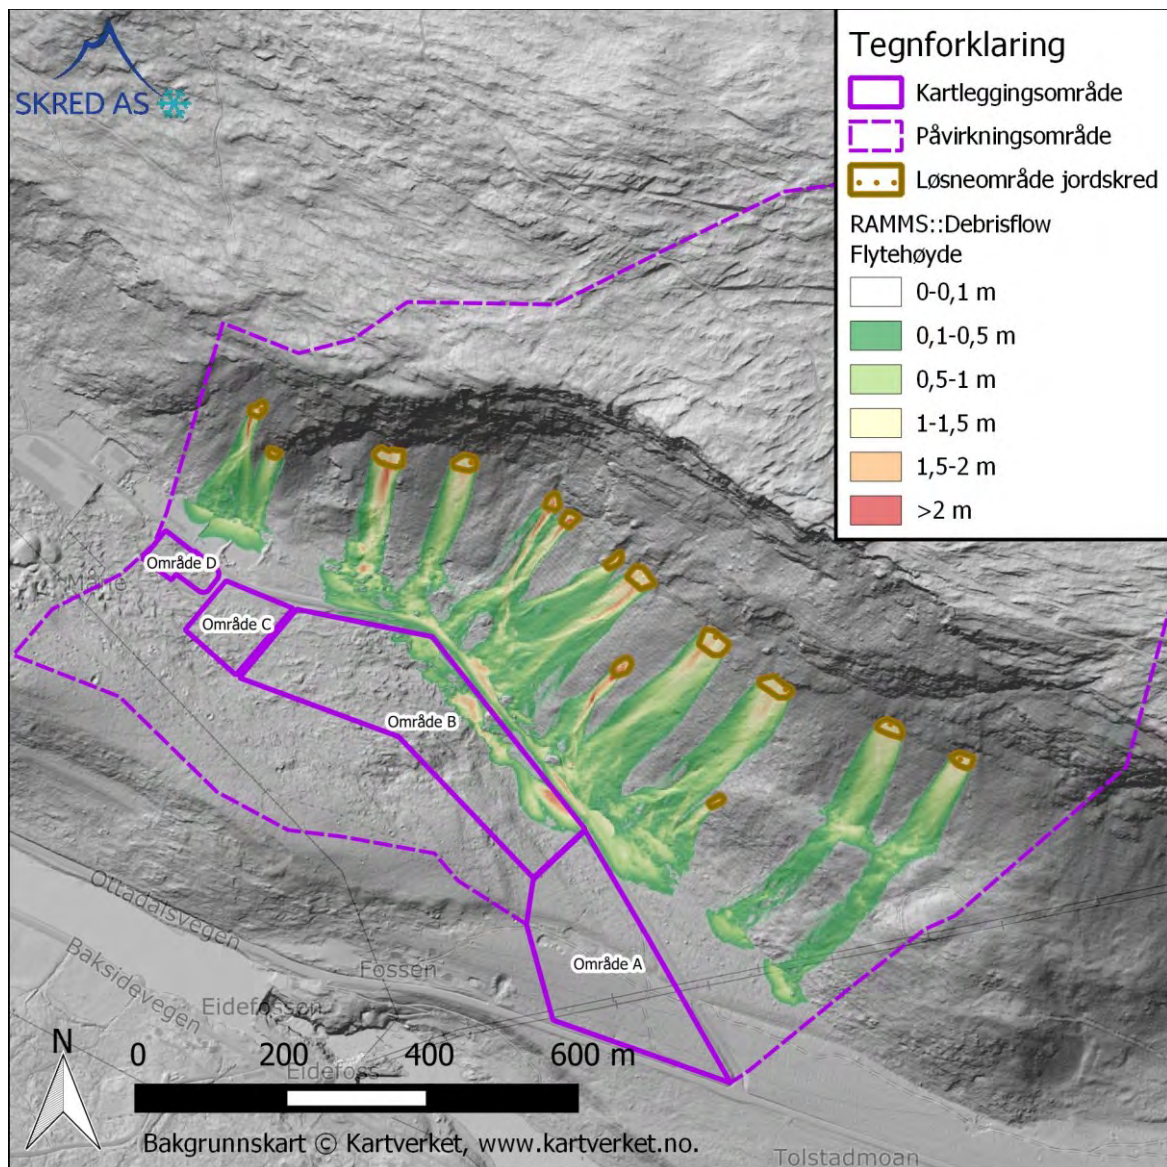 SKRED AS
Tegnforklaring
Kartleggingsområde
Påvirkningsområde
Løsneområde jordskred
RAMMS::Debrisflow
Flytehøyde
0-0,1 m
0,1-0,5 m
0,5-1 m
1-1,5 m
1,5-2 m
>2 m
Område D
Område C
Område B
Område A
Ottadalsvegen
Baksidevegen
Fossen
Eidefossen
Eidefoss
Tolstadmoan
N
0 200 400 600 m
Bakgrunnskart © Kartverket, www.kartverket.no.